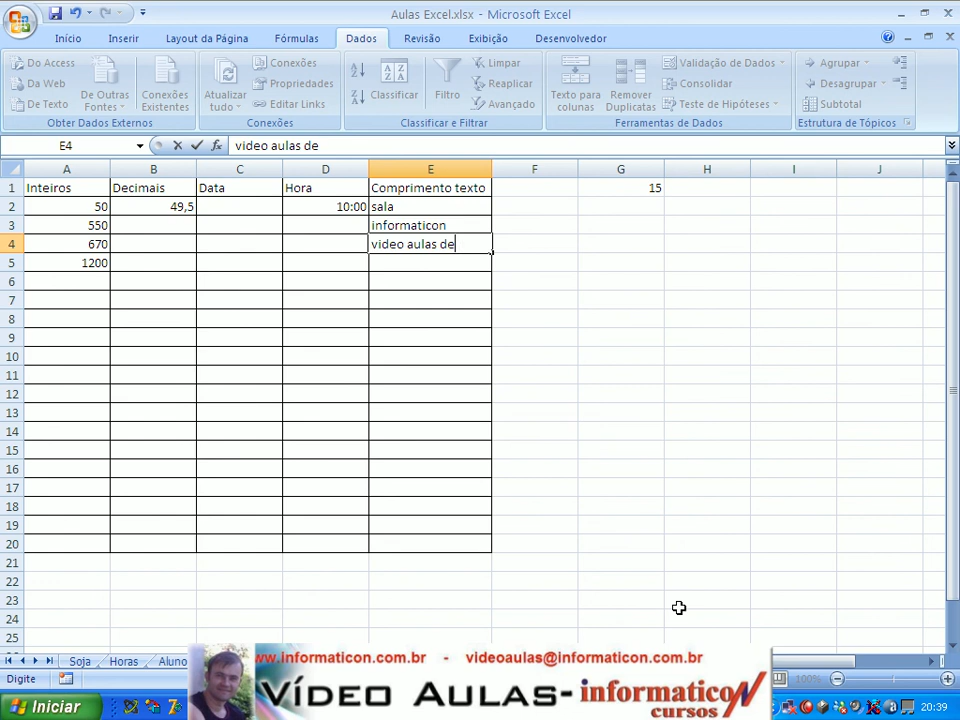 Aulas Excel.xlsx - Microsoft Excel
Início Inserir Layout da Página Fórmulas Dados Revisão Exibição Desenvolvedor
Do Access
Da Web
De Texto
De Outras Fontes
Conexões Existentes
Obter Dados Externos
Atualizar tudo
Conexões
Propriedades
Editar Links
Conexões
Classificar
Filtro
Limpar
Reaplicar
Avançado
Classificar e Filtrar
Texto para colunas
Remover Duplicatas
Validação de Dados
Consolidar
Teste de Hipóteses
Ferramentas de Dados
Agrupar
Desagrupar
Subtotal
Estrutura de Tópicos
E4 fx video aulas de
A B C D E F G H I J
1 Inteiros Decimais Data Hora Comprimento texto 15
2 50 49,5 10:00 sala
3 550 informaticon
4 670 video aulas de
5 1200
6
7
8
9
10
11
12
13
14
15
16
17
18
19
20
21
22
23
24
25
Soja Horas Aluno
www.informaticon.com.br - videoaulas@informaticon.com.br
Digite 100%
Vídeo Aulas- informaticon
cursos
Iniciar 20:39